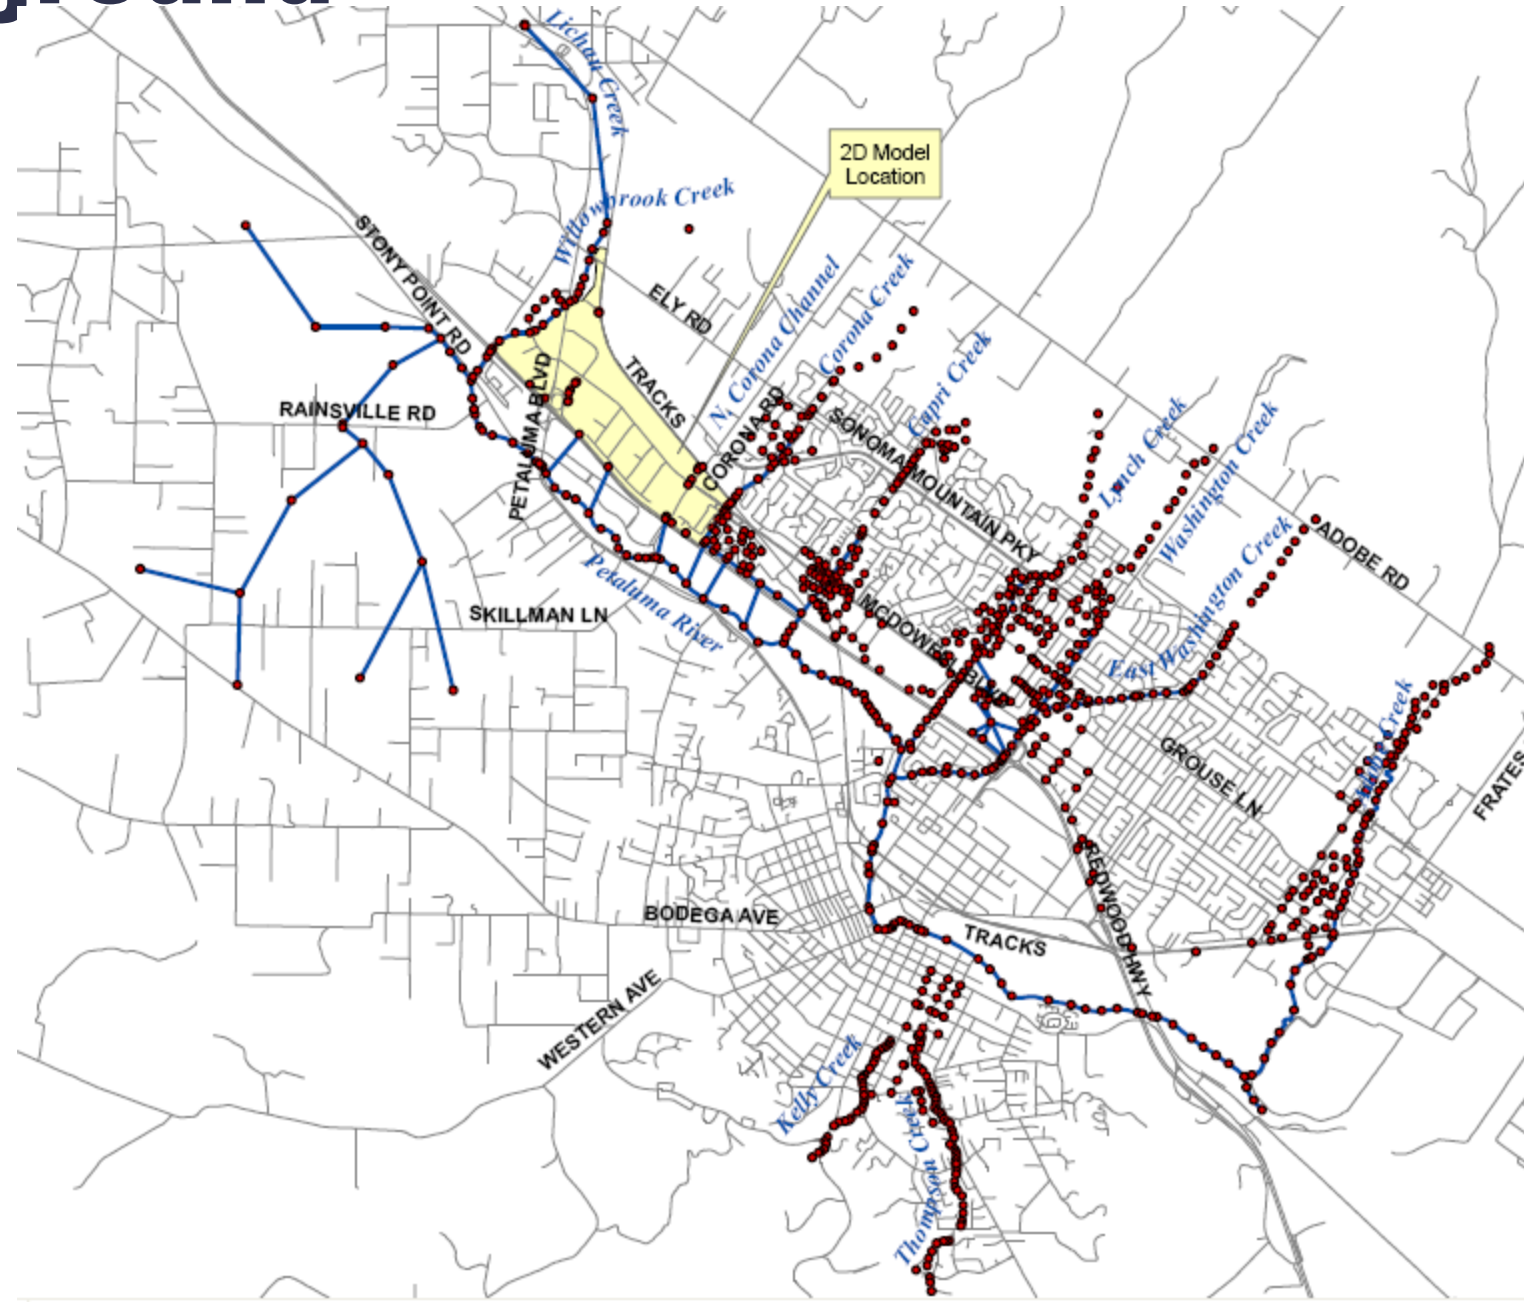 Lichau Creek
2D Model
Location
Willowbrook Creek
STONY POINT RD
ELY RD
N. Corona Channel
Corona Creek
TRACKS
PETALUMA BLVD
Capri Creek
RAINSVILLE RD
CORONA RD
SONOMA MOUNTAIN PKY
Lynch Creek
Washington Creek
ADOBE RD
East Washington Creek
Petaluma River
SKILLMAN LN
MCDOWELL BLVD
Creek
GROUSE LN
FRATES
REDWOOD HWY
BODEGA AVE
TRACKS
WESTERN AVE
Kelly Creek
Thompson Creek